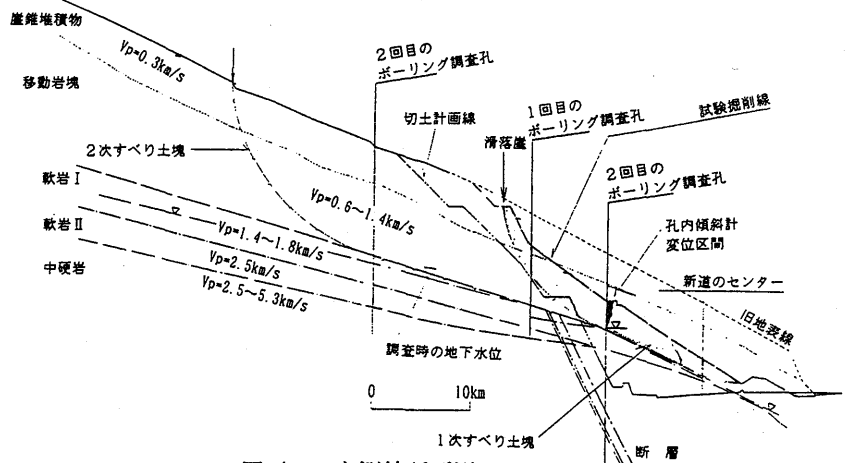 崖錐堆積物
Vp=0.3km/s
移動岩塊
2次すべり土塊
軟岩Ⅰ
軟岩Ⅱ
中硬岩
Vp=0.6~1.4km/s
Vp=1.4~1.8km/s
Vp=2.5km/s
Vp=2.5~5.3km/s
2回目の
ボーリング調査孔
切土計画線
滑落崖
1回目の
ボーリング調査孔
試験掘削線
2回目の
ボーリング調査孔
孔内傾斜計
変位区間
新道のセンター
旧地表線
調査時の地下水位
0 10km
1次すべり土塊
断層